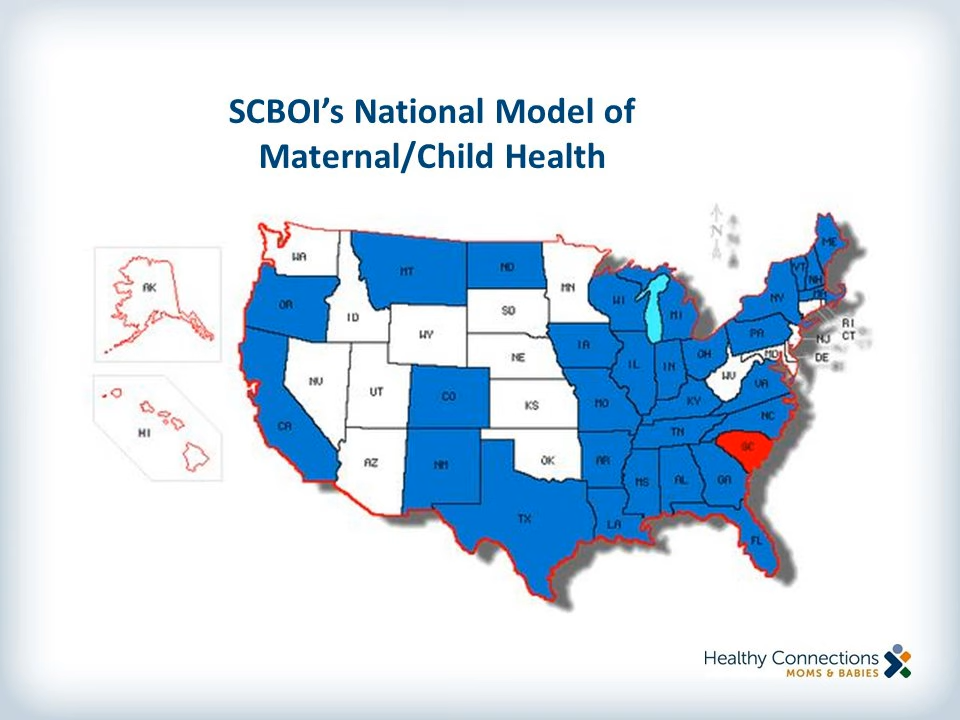 SCBOI’s National Model of
Maternal/Child Health
N
ME
WA
MT
ND
VT
NH
MN
AK
MA
OR
WI
NY
ID
SD
MI
RI
WY
PA
CT
NJ
IA
OH
MD
NE
DE
IL
IN
NV
WV
UT
VA
CO
KS
MO
KY
NC
CA
TN
HI
SC
OK
AZ
NM
AR
MS
AL
GA
TX
LA
FL
Healthy Connections
MOMS & BABIES